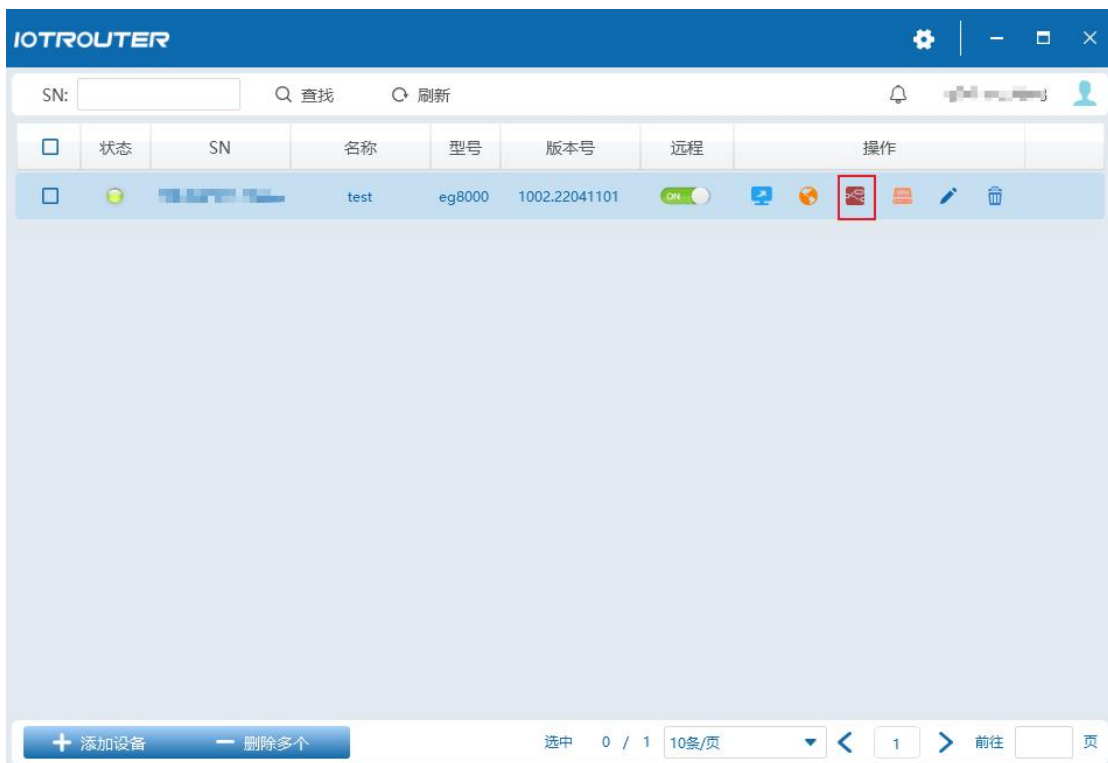 IOTROUTER
SN: 查找 刷新
状态 SN 名称 型号 版本号 远程 操作
test eg8000 1002.22041101 ON
添加设备 删除多个 选中 0 / 1 10条/页 1 前往 页